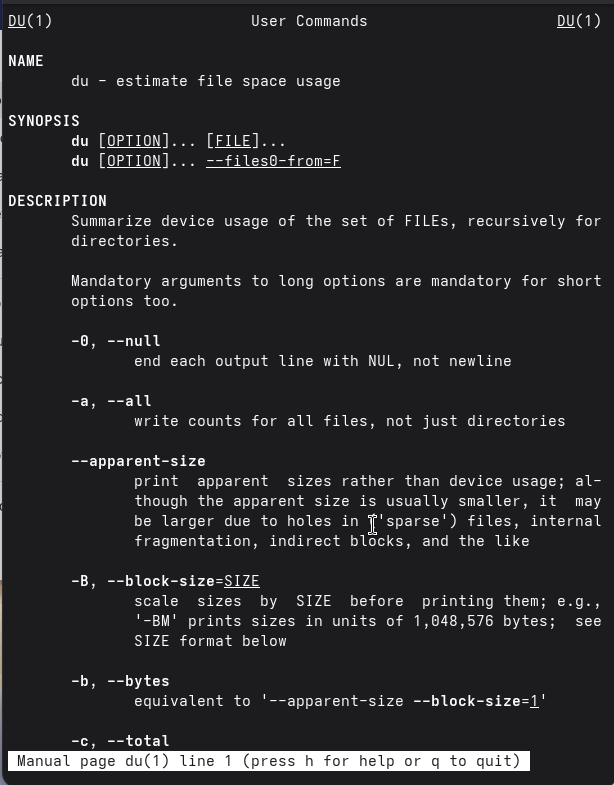 DU(1) User Commands DU(1)
NAME
du - estimate file space usage
SYNOPSIS
du [OPTION]... [FILE]...
du [OPTION]... --files0-from=F
DESCRIPTION
Summarize device usage of the set of FILEs, recursively for
directories.
Mandatory arguments to long options are mandatory for short
options too.
-0, --null
end each output line with NUL, not newline
-a, --all
write counts for all files, not just directories
--apparent-size
print apparent sizes rather than device usage; al-
though the apparent size is usually smaller, it may
be larger due to holes in ('sparse') files, internal
fragmentation, indirect blocks, and the like
-B, --block-size=SIZE
scale sizes by SIZE before printing them; e.g.,
'-BM' prints sizes in units of 1,048,576 bytes; see
SIZE format below
-b, --bytes
equivalent to '--apparent-size --block-size=1'
-c, --total
Manual page du(1) line 1 (press h for help or q to quit)